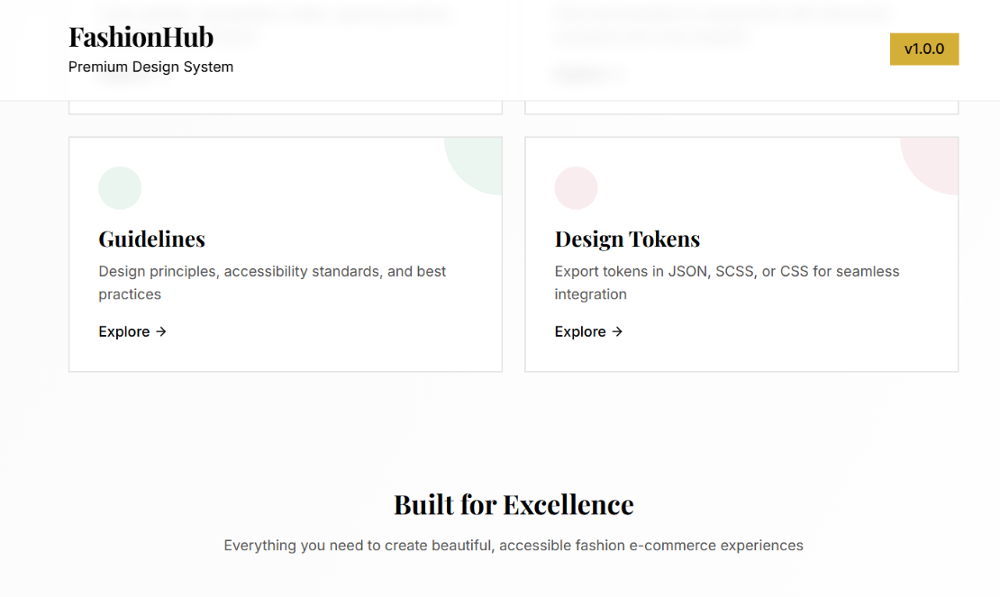 FashionHub
Premium Design System
v1.0.0
Guidelines
Design principles, accessibility standards, and best
practices
Explore →
Design Tokens
Export tokens in JSON, SCSS, or CSS for seamless
integration
Explore →
Built for Excellence
Everything you need to create beautiful, accessible fashion e-commerce experiences